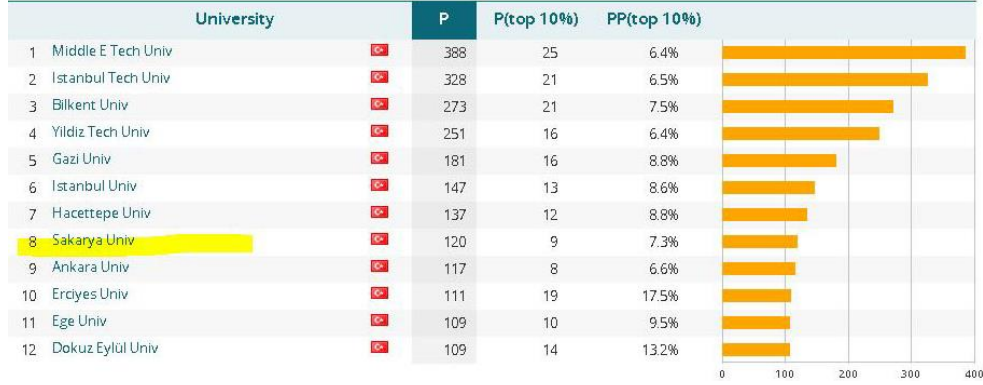 University P P(top 10%) PP(top 10%)
1 Middle E Tech Univ 388 25 6.4%
2 Istanbul Tech Univ 328 21 6.5%
3 Bilkent Univ 273 21 7.5%
4 Yildiz Tech Univ 251 16 6.4%
5 Gazi Univ 181 16 8.8%
6 Istanbul Univ 147 13 8.6%
7 Hacettepe Univ 137 12 8.8%
8 Sakarya Univ 120 9 7.3%
9 Ankara Univ 117 8 6.6%
10 Erciyes Univ 111 19 17.5%
11 Ege Univ 109 10 9.5%
12 Dokuz Eylül Univ 109 14 13.2%
0 100 200 300 400